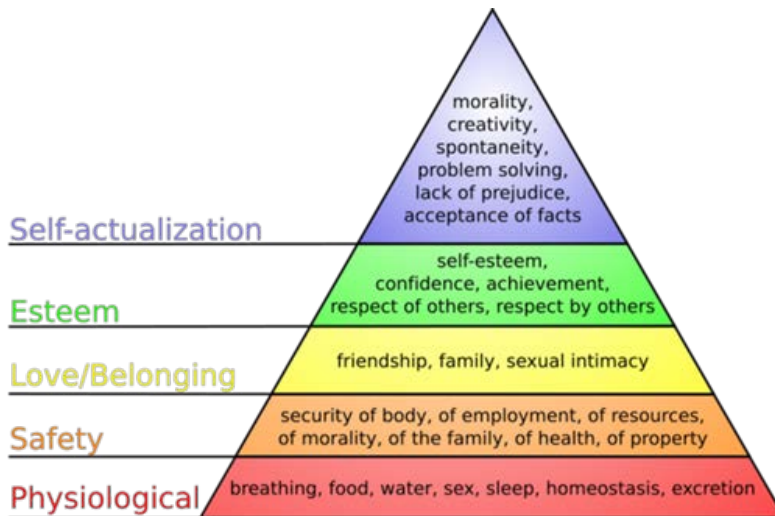 morality,
creativity,
spontaneity,
problem solving,
lack of prejudice,
acceptance of facts
Self-actualization
self-esteem,
confidence, achievement,
respect of others, respect by others
Esteem
friendship, family, sexual intimacy
Love/Belonging
security of body, of employment, of resources,
of morality, of the family, of health, of property
Safety
breathing, food, water, sex, sleep, homeostasis, excretion
Physiological